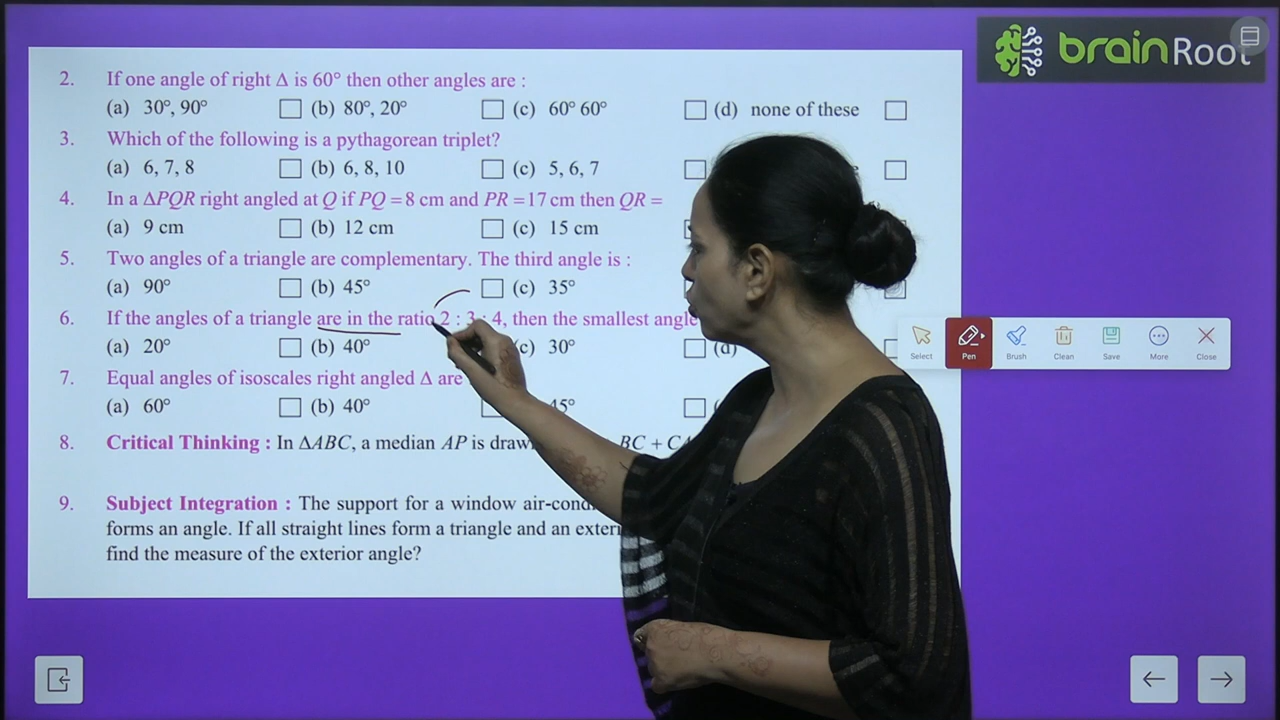 brainRoot
2. If one angle of right Δ is 60° then other angles are :
(a) 30°, 90° (b) 80°, 20° (c) 60° 60° (d) none of these
3. Which of the following is a pythagorean triplet?
(a) 6, 7, 8 (b) 6, 8, 10 (c) 5, 6, 7
4. In a ΔPQR right angled at Q if PQ = 8 cm and PR = 17 cm then QR =
(a) 9 cm (b) 12 cm (c) 15 cm
5. Two angles of a triangle are complementary. The third angle is :
(a) 90° (b) 45° (c) 35°
6. If the angles of a triangle are in the ratio 2 : 3 : 4, then the smallest angle
(a) 20° (b) 40° (c) 30° (d)
7. Equal angles of isoscales right angled Δ are
(a) 60° (b) 40° 45°
8. Critical Thinking : In ΔABC, a median AP is BC +
9. Subject Integration : The support for a window
forms an angle. If all straight lines form a triangle and an
find the measure of the exterior angle?
Select Pen Brush Clean Save More Close